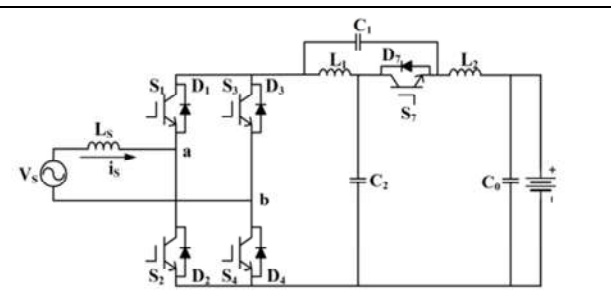 C₁
L₁ D₇ L₂
S₁ D₁ S₃ D₃
S₇
Lₛ
a
Vₛ iₛ
C₂ C₀ +
b
S₂ D₂ S₄ D₄